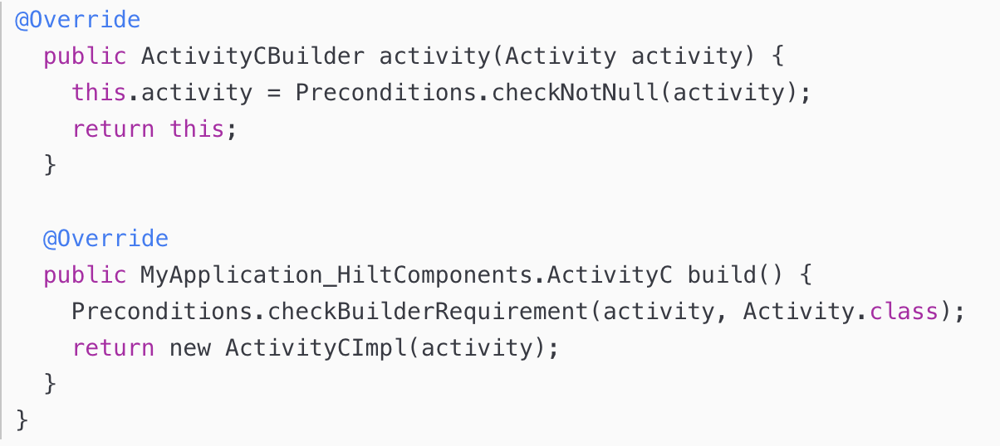 @Override
public ActivityCBuilder activity(Activity activity) {
this.activity = Preconditions.checkNotNull(activity);
return this;
}
@Override
public MyApplication_HiltComponents.ActivityC build() {
Preconditions.checkBuilderRequirement(activity, Activity.class);
return new ActivityCImpl(activity);
}
}